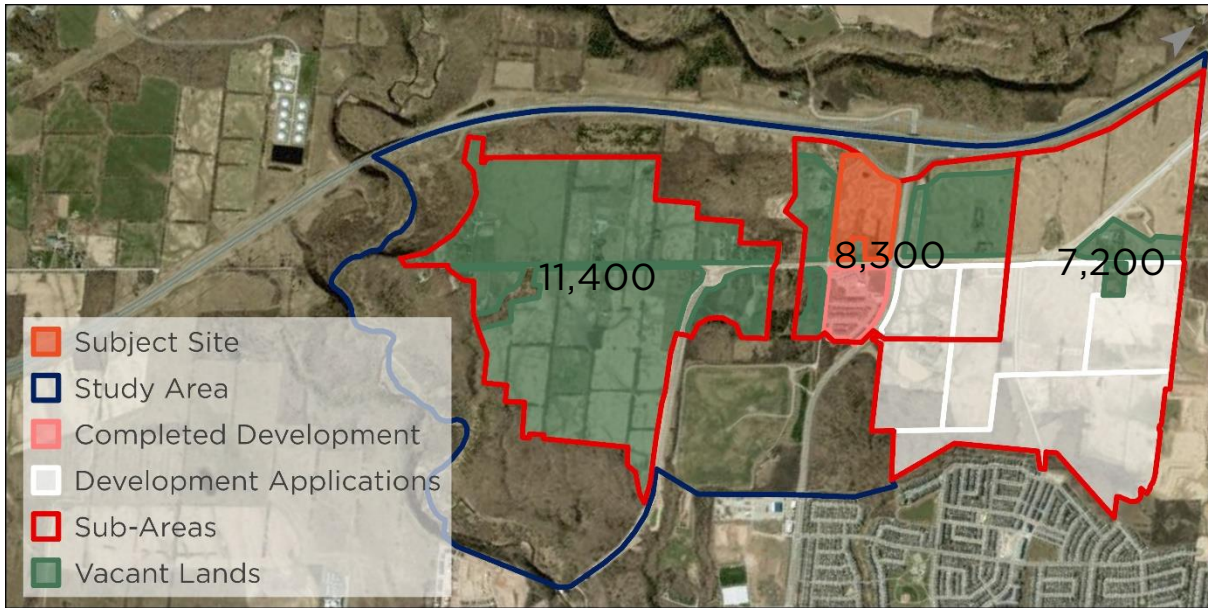 8,300
7,200
11,400
Subject Site
Study Area
Completed Development
Development Applications
Sub-Areas
Vacant Lands